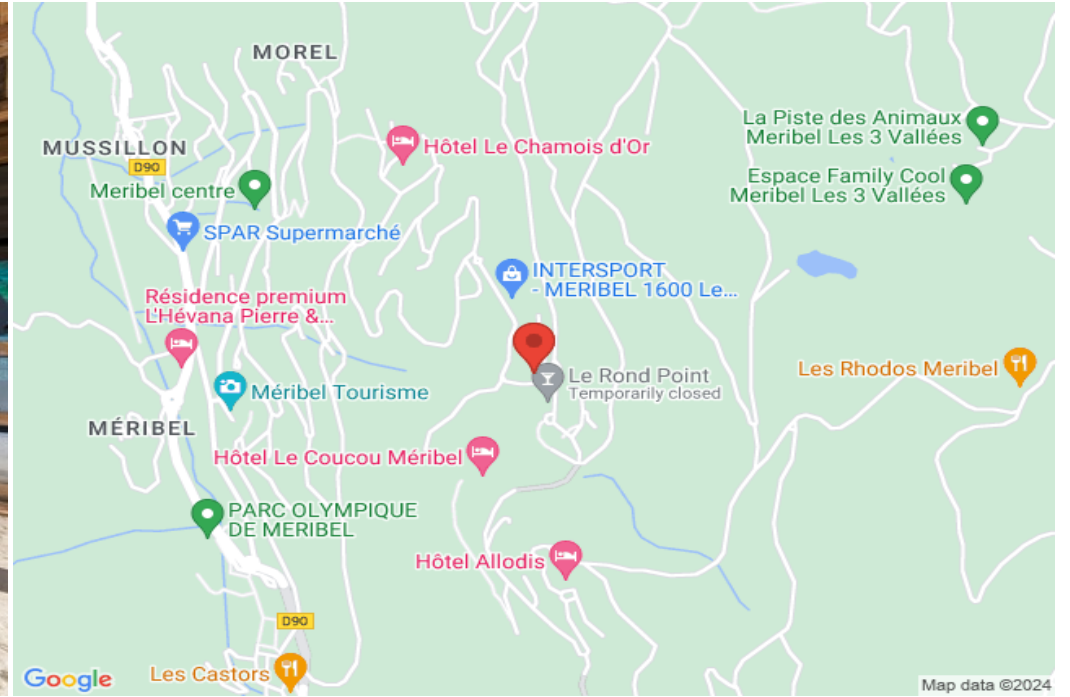 MOREL
La Piste des Animaux
Meribel Les 3 Vallées
Hôtel Le Chamois d'Or
MUSSILLON
D90
Espace Family Cool
Meribel Les 3 Vallées
Meribel centre
SPAR Supermarché
INTERSPORT
- MERIBEL 1600 Le...
Résidence premium
L'Hévana Pierre &...
Le Rond Point
Temporarily closed
Les Rhodos Meribel
Méribel Tourisme
MÉRIBEL
Hôtel Le Coucou Méribel
PARC OLYMPIQUE
DE MERIBEL
Hôtel Allodis
D90
Les Castors
Google
Map data ©2024